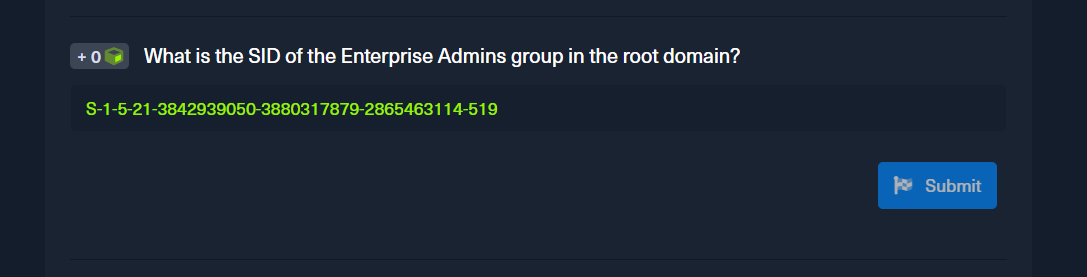 + 0 What is the SID of the Enterprise Admins group in the root domain?
S-1-5-21-3842939050-3880317879-2865463114-519
Submit